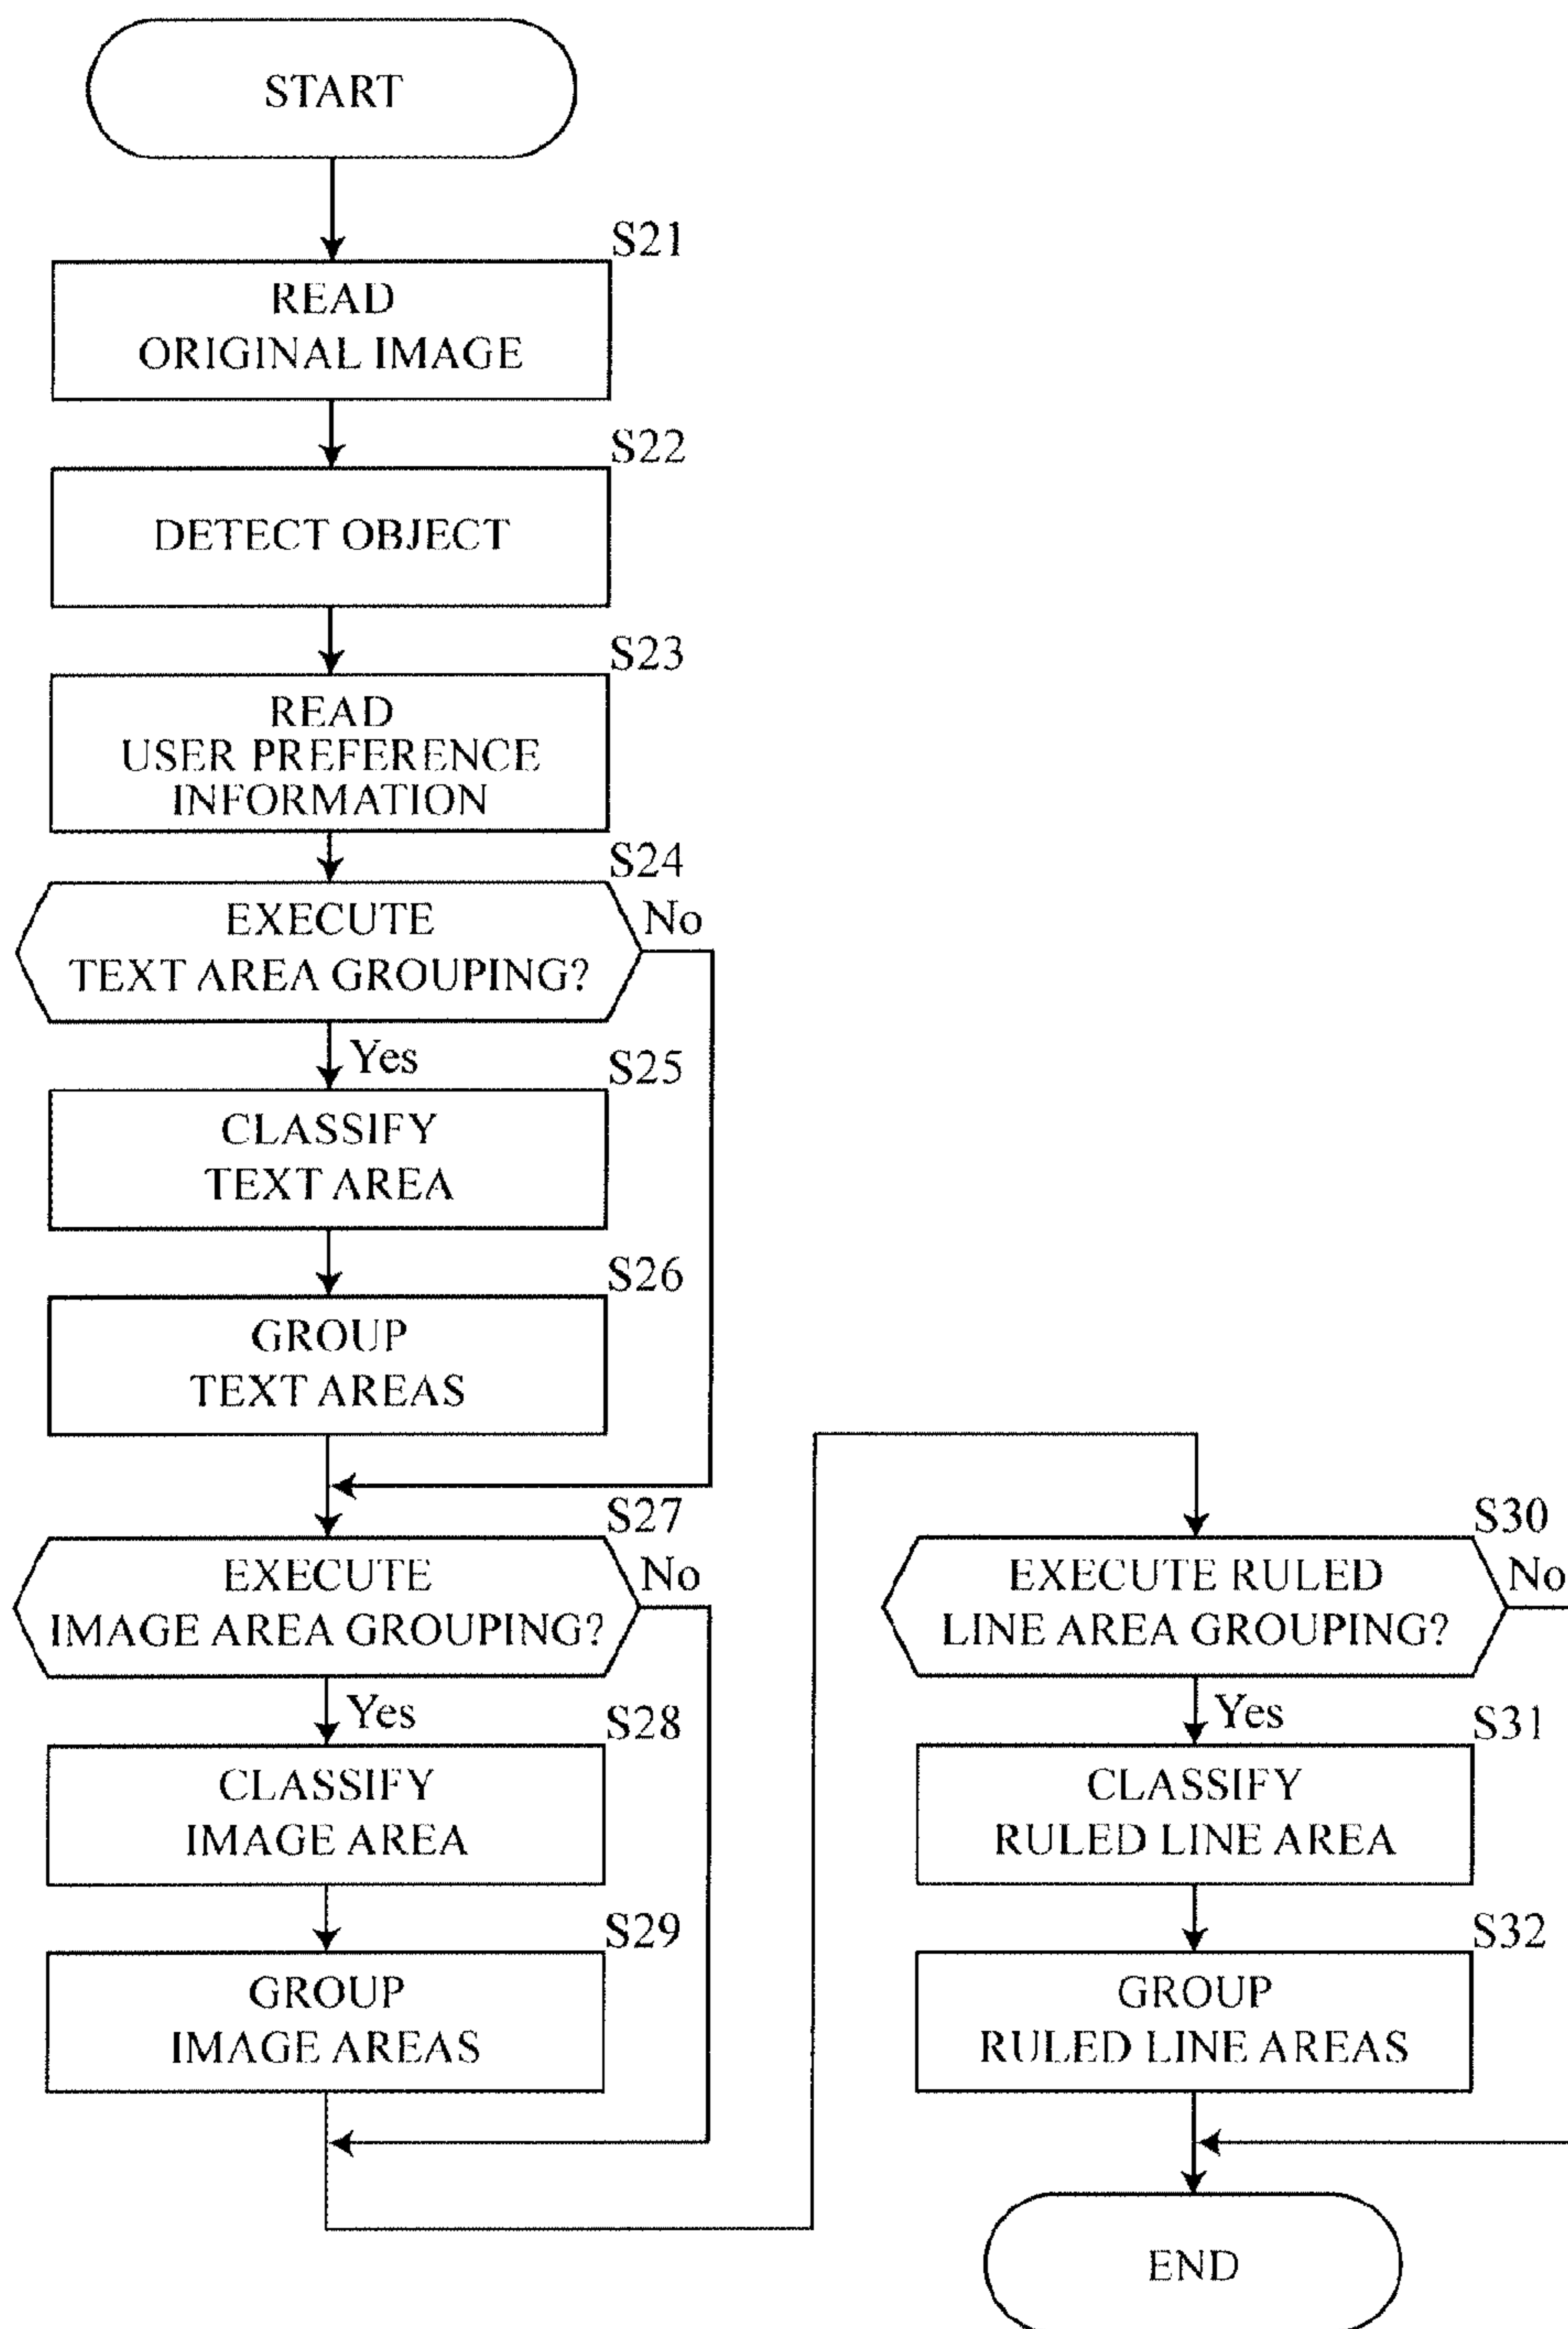 START
S21
READ
ORIGINAL IMAGE
S22
DETECT OBJECT
S23
READ
USER PREFERENCE
INFORMATION
S24
EXECUTE
TEXT AREA GROUPING?
No
Yes
S25
CLASSIFY
TEXT AREA
S26
GROUP
TEXT AREAS
S27
EXECUTE
IMAGE AREA GROUPING?
No
Yes
S28
CLASSIFY
IMAGE AREA
S29
GROUP
IMAGE AREAS
S30
EXECUTE RULED
LINE AREA GROUPING?
No
Yes
S31
CLASSIFY
RULED LINE AREA
S32
GROUP
RULED LINE AREAS
END